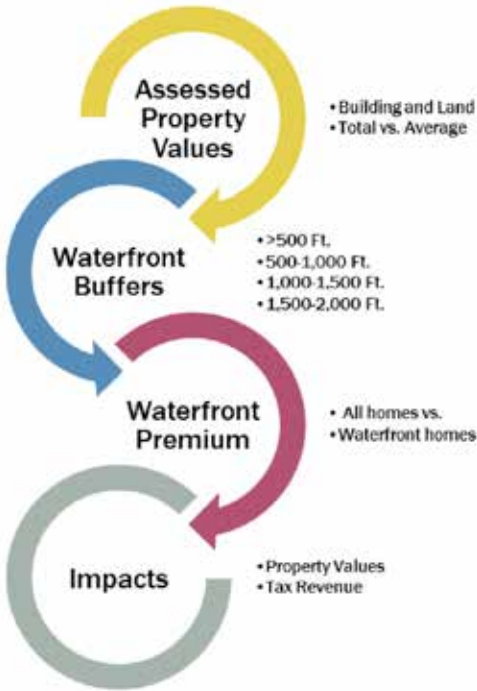 Assessed
Property
Values
•Building and Land
•Total vs. Average
Waterfront
Buffers
•>500 Ft.
•500-1,000 Ft.
•1,000-1,500 Ft.
•1,500-2,000 Ft.
Waterfront
Premium
• All homes vs.
•Waterfront homes
Impacts
•Property Values
•Tax Revenue